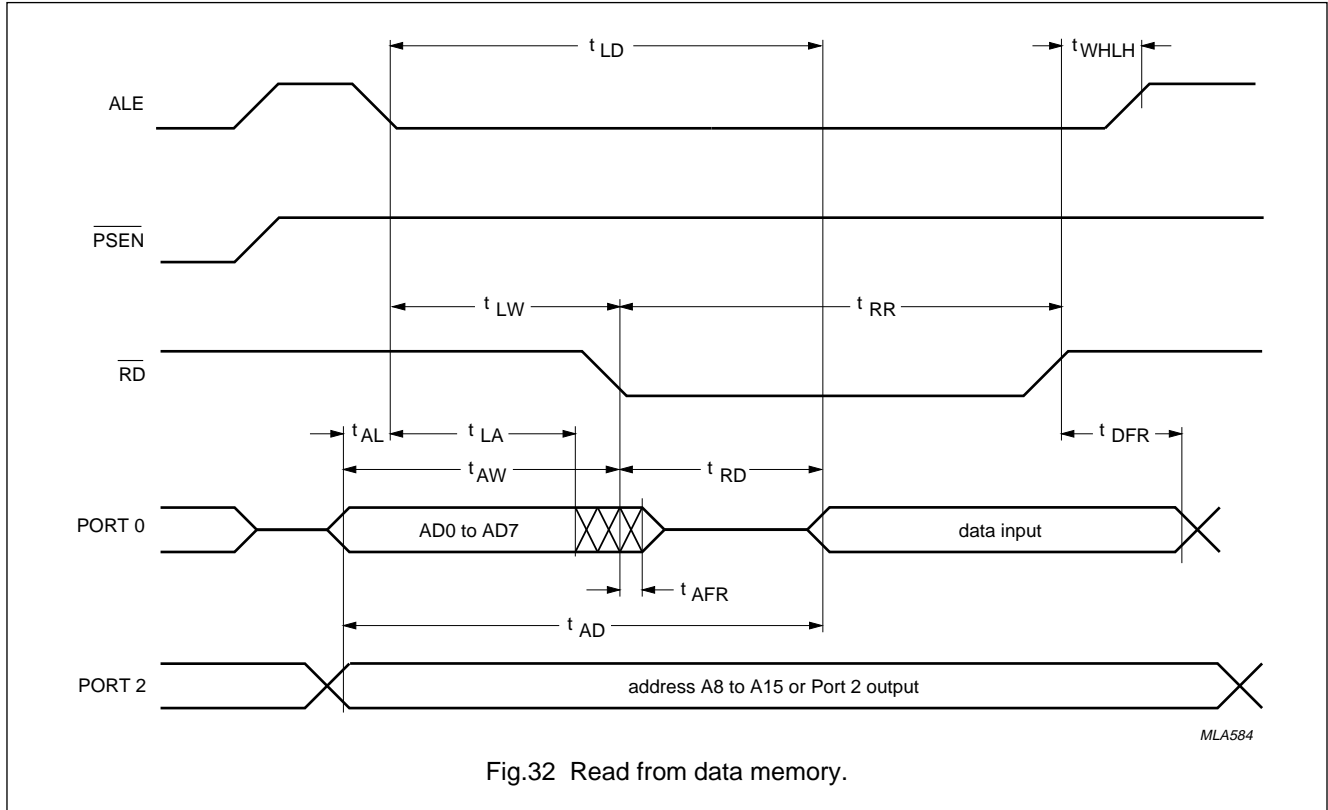 t LD
t WHLH
ALE
PSEN
t LW
t RR
RD
t AL
t LA
t DFR
t AW
t RD
PORT 0
AD0 to AD7
data input
t AFR
t AD
PORT 2
address A8 to A15 or Port 2 output
MLA584
Fig.32 Read from data memory.